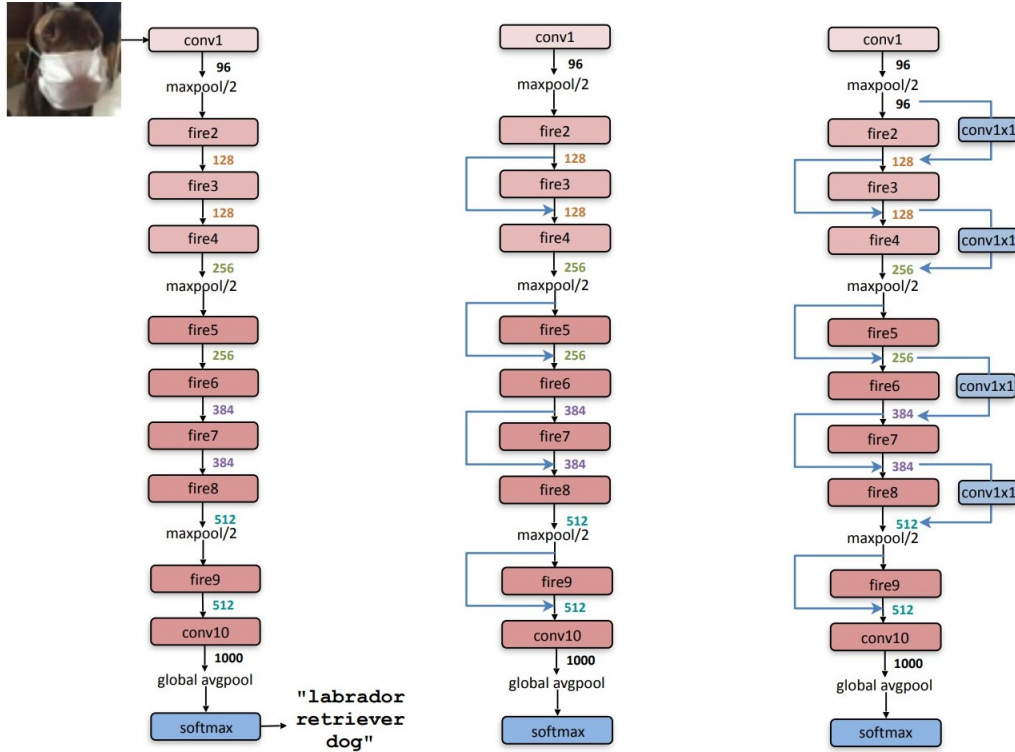 conv1
96
maxpool/2
fire2
128
fire3
128
fire4
256
maxpool/2
fire5
256
fire6
384
fire7
384
fire8
512
maxpool/2
fire9
512
conv10
1000
global avgpool
softmax
"labrador
retriever
dog"
conv1
96
maxpool/2
fire2
128
fire3
128
fire4
256
maxpool/2
fire5
256
fire6
384
fire7
384
fire8
512
maxpool/2
fire9
512
conv10
1000
global avgpool
softmax
conv1
96
maxpool/2
96
conv1x1
fire2
128
fire3
128
fire4
conv1x1
256
maxpool/2
fire5
256
fire6
conv1x1
384
fire7
384
fire8
conv1x1
512
maxpool/2
fire9
512
conv10
1000
global avgpool
softmax